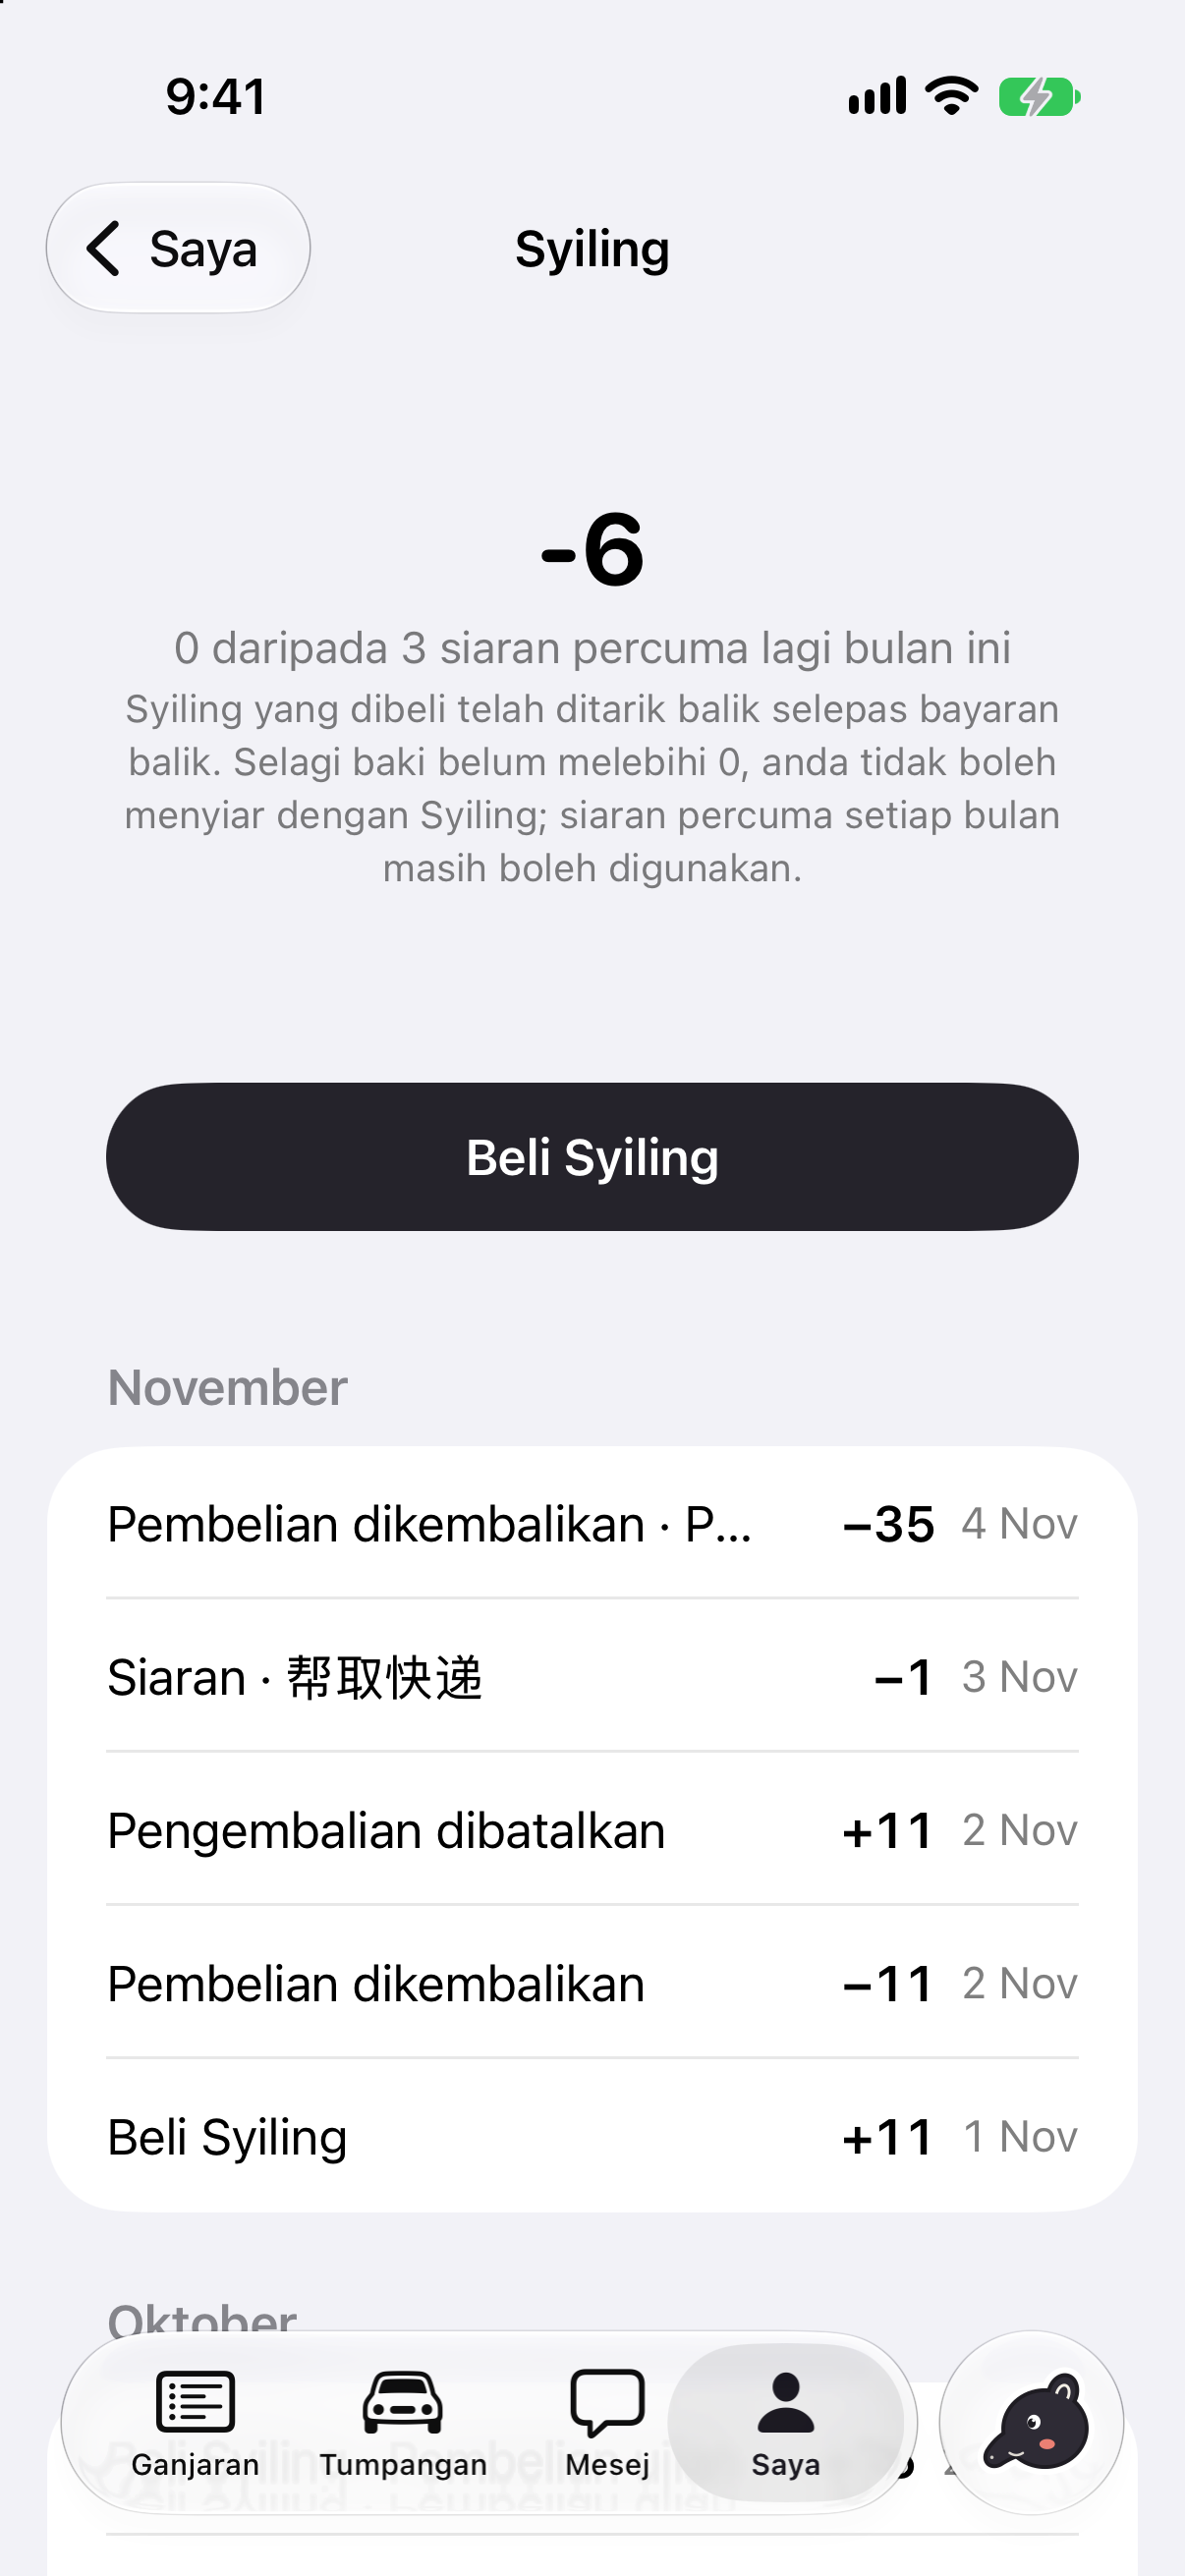 9:41
Saya
Syiling
-6
0 daripada 3 siaran percuma lagi bulan ini
Syiling yang dibeli telah ditarik balik selepas bayaran
balik. Selagi baki belum melebihi 0, anda tidak boleh
menyiar dengan Syiling; siaran percuma setiap bulan
masih boleh digunakan.
Beli Syiling
November
Pembelian dikembalikan · P... −35 4 Nov
Siaran · 帮取快递 −1 3 Nov
Pengembalian dibatalkan +11 2 Nov
Pembelian dikembalikan −11 2 Nov
Beli Syiling +11 1 Nov
Oktober
Ganjaran Tumpangan Mesej Saya